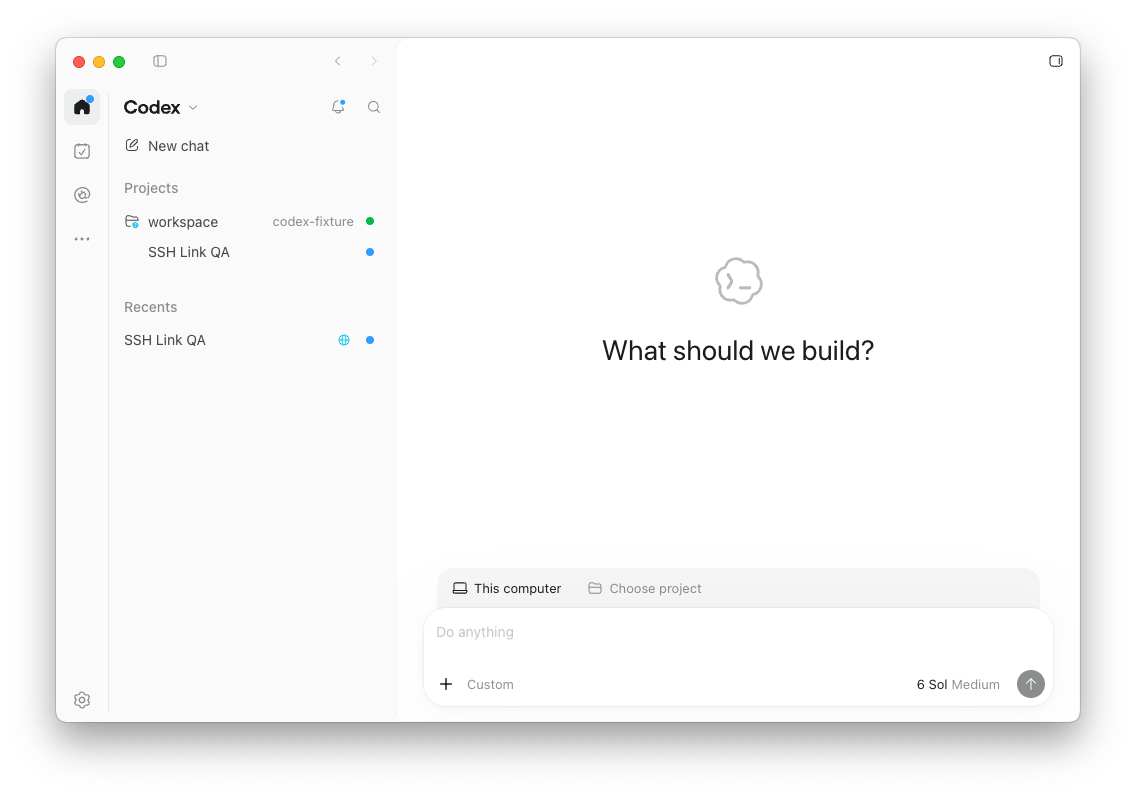 Codex
New chat
Projects
workspace codex-fixture
SSH Link QA
Recents
SSH Link QA
What should we build?
This computer Choose project
Do anything
Custom 6 Sol Medium